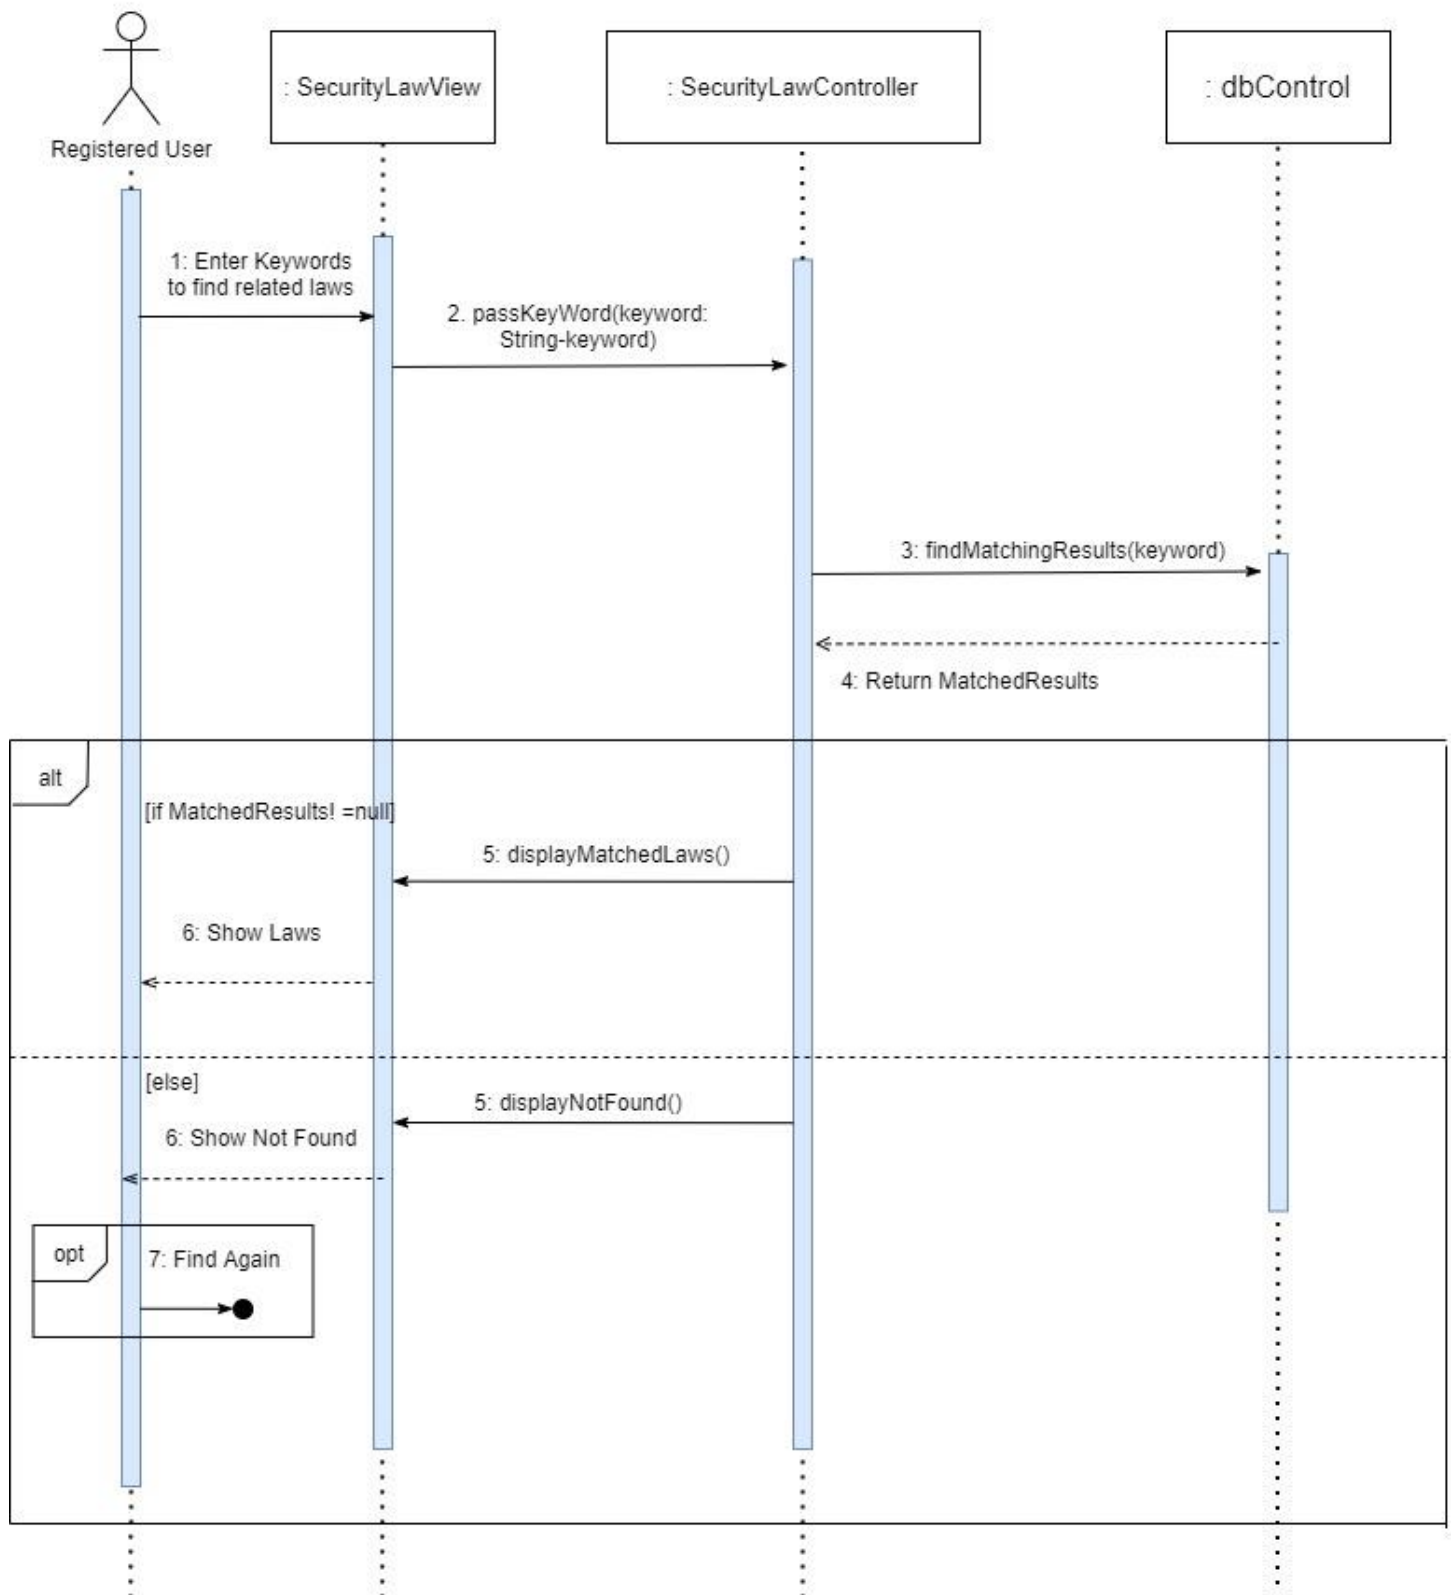 Registered User
: SecurityLawView
: SecurityLawController
: dbControl
1: Enter Keywords
to find related laws
2. passKeyWord(keyword:
String-keyword)
3: findMatchingResults(keyword)
4: Return MatchedResults
alt
[if MatchedResults! =null]
5: displayMatchedLaws()
6: Show Laws
[else]
5: displayNotFound()
6: Show Not Found
opt
7: Find Again